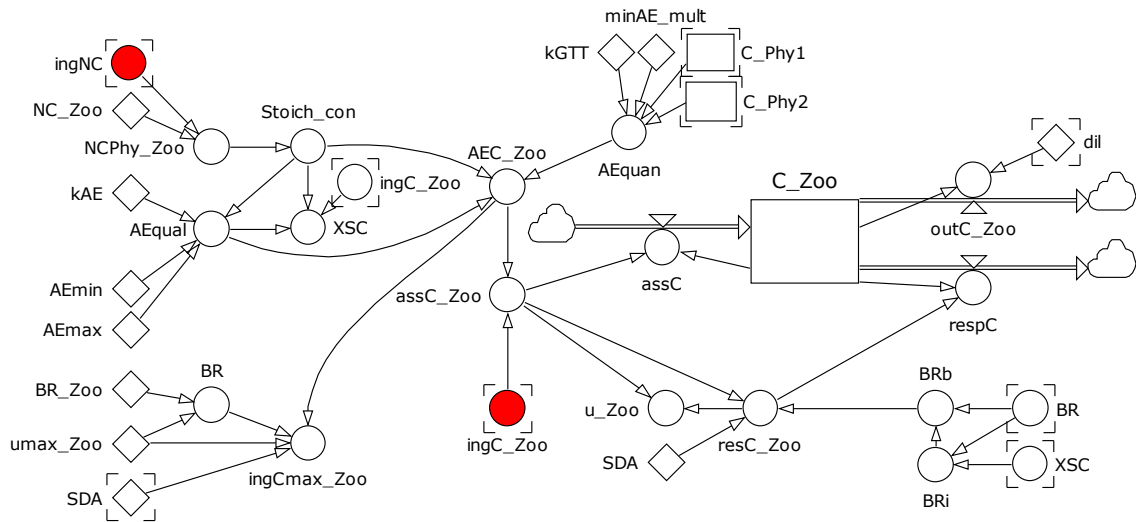 minAE_mult
kGTT
C_Phy1
ingNC
C_Phy2
NC_Zoo
Stoich_con
NCPhy_Zoo
AEC_Zoo
AEquan
dil
kAE
ingC_Zoo
C_Zoo
AEqual
XSC
outC_Zoo
AEmin
assC_Zoo
assC
AEmax
respC
BR
BRb
BR_Zoo
u_Zoo
BR
umax_Zoo
ingC_Zoo
resC_Zoo
SDA
XSC
ingCmax_Zoo
SDA
BRi